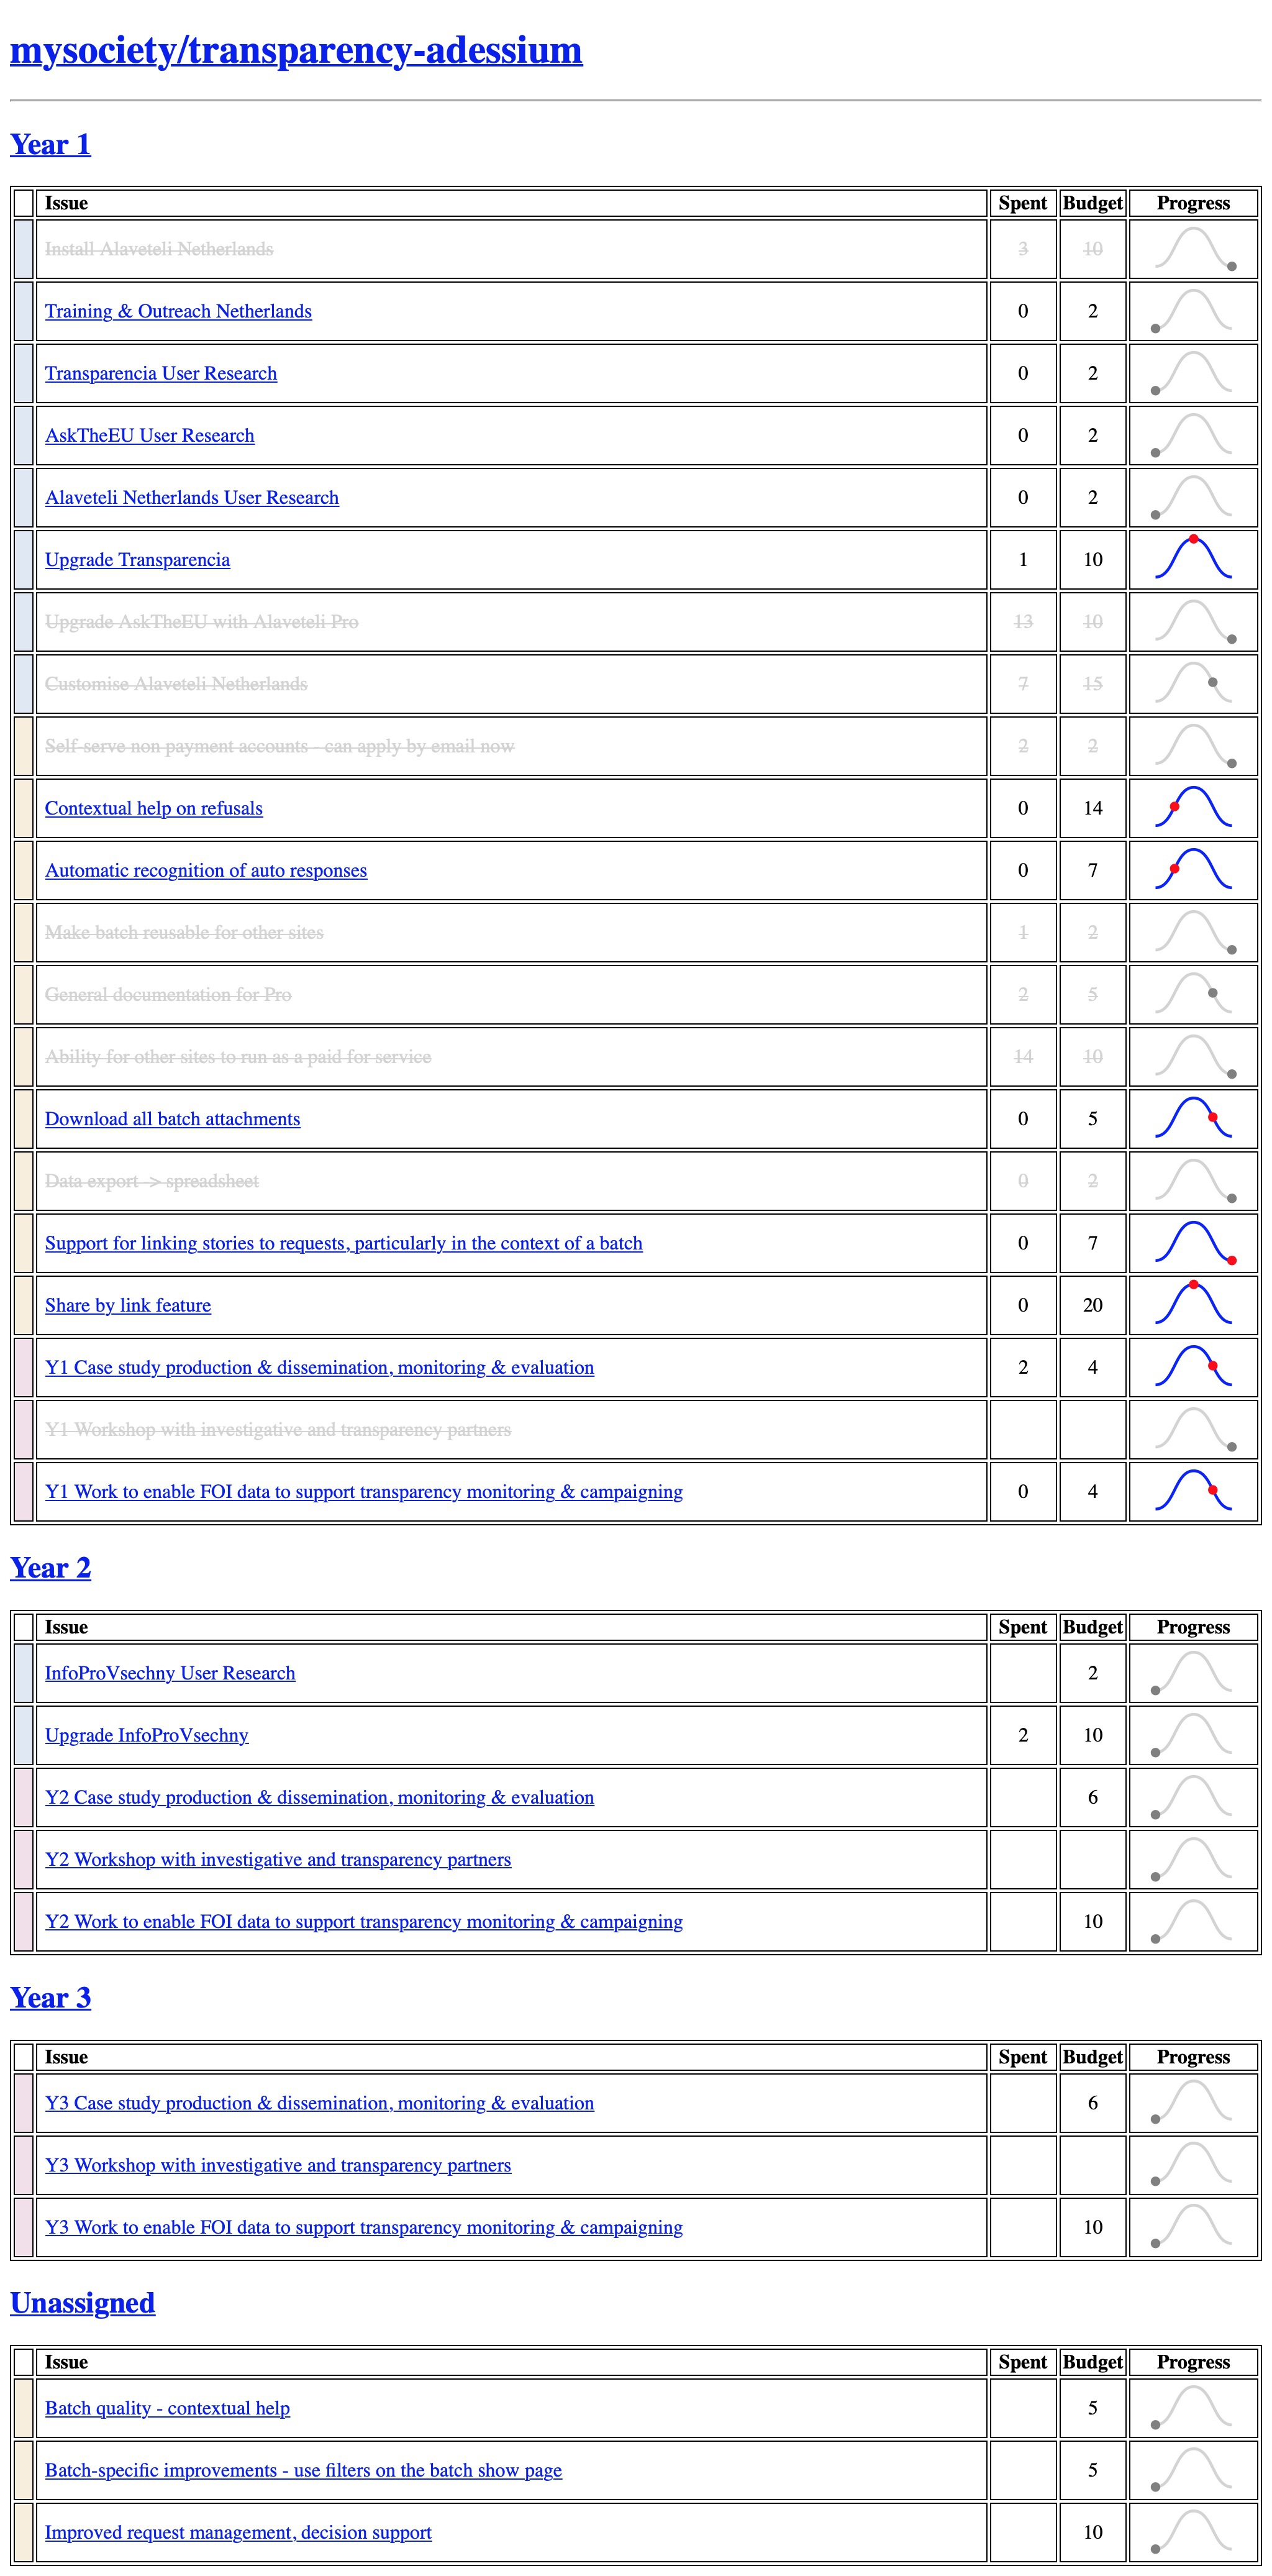 mysociety/transparency-adessium
Year 1
Issue Spent Budget Progress
Install Alaveteli Netherlands 3 10
Training & Outreach Netherlands 0 2
Transparencia User Research 0 2
AskTheEU User Research 0 2
Alaveteli Netherlands User Research 0 2
Upgrade Transparencia 1 10
Upgrade AskTheEU with Alaveteli Pro 13 10
Customise Alaveteli Netherlands 7 15
Self-serve non payment accounts - can apply by email now 2 2
Contextual help on refusals 0 14
Automatic recognition of auto responses 0 7
Make batch reusable for other sites 1 2
General documentation for Pro 2 5
Ability for other sites to run as a paid for service 14 10
Download all batch attachments 0 5
Data export -> spreadsheet 0 2
Support for linking stories to requests, particularly in the context of a batch 0 7
Share by link feature 0 20
Y1 Case study production & dissemination, monitoring & evaluation 2 4
Y1 Workshop with investigative and transparency partners
Y1 Work to enable FOI data to support transparency monitoring & campaigning 0 4
Year 2
Issue Spent Budget Progress
InfoProVsechny User Research 2
Upgrade InfoProVsechny 2 10
Y2 Case study production & dissemination, monitoring & evaluation 6
Y2 Workshop with investigative and transparency partners
Y2 Work to enable FOI data to support transparency monitoring & campaigning 10
Year 3
Issue Spent Budget Progress
Y3 Case study production & dissemination, monitoring & evaluation 6
Y3 Workshop with investigative and transparency partners
Y3 Work to enable FOI data to support transparency monitoring & campaigning 10
Unassigned
Issue Spent Budget Progress
Batch quality - contextual help 5
Batch-specific improvements - use filters on the batch show page 5
Improved request management, decision support 10